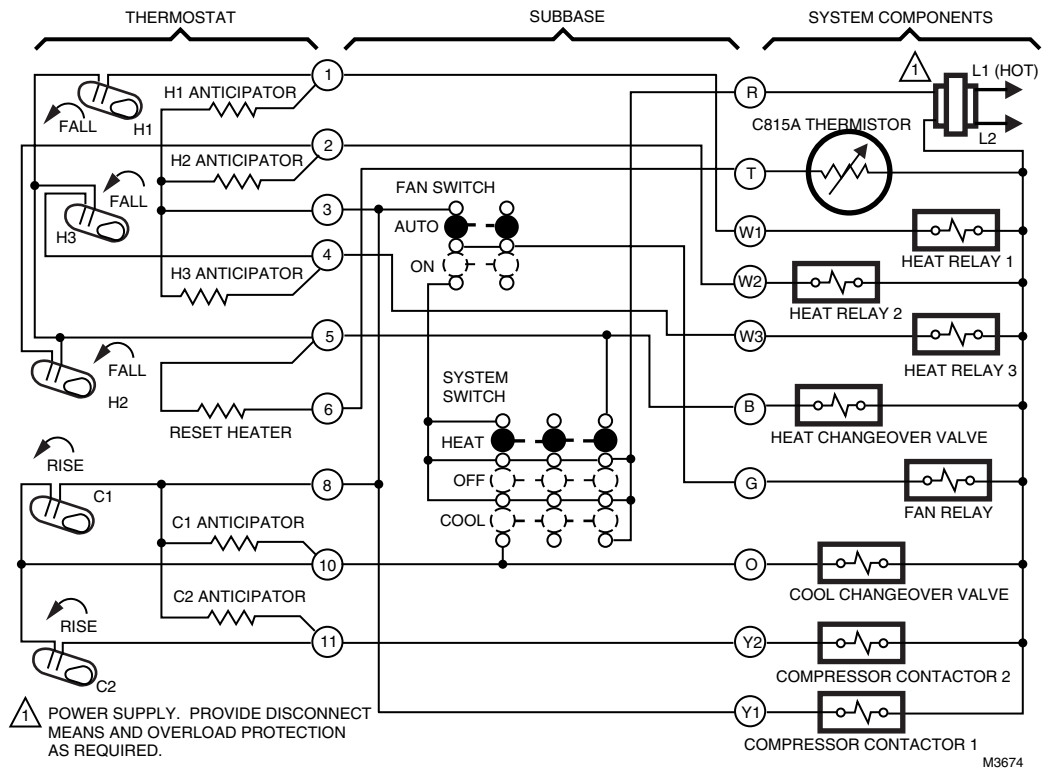 THERMOSTAT
SUBBASE
SYSTEM COMPONENTS
1
H1 ANTICIPATOR
FALL
H1
R
1
L1 (HOT)
L2
C815A THERMISTOR
2
H2 ANTICIPATOR
T
FALL
H3
3
FAN SWITCH
AUTO
ON
W1
HEAT RELAY 1
4
H3 ANTICIPATOR
W2
HEAT RELAY 2
5
W3
HEAT RELAY 3
FALL
H2
6
RESET HEATER
SYSTEM
SWITCH
HEAT
OFF
COOL
B
HEAT CHANGEOVER VALVE
RISE
C1
8
G
FAN RELAY
C1 ANTICIPATOR
10
O
COOL CHANGEOVER VALVE
C2 ANTICIPATOR
RISE
11
C2
Y2
COMPRESSOR CONTACTOR 2
Y1
COMPRESSOR CONTACTOR 1
1 POWER SUPPLY. PROVIDE DISCONNECT
MEANS AND OVERLOAD PROTECTION
AS REQUIRED.
M3674